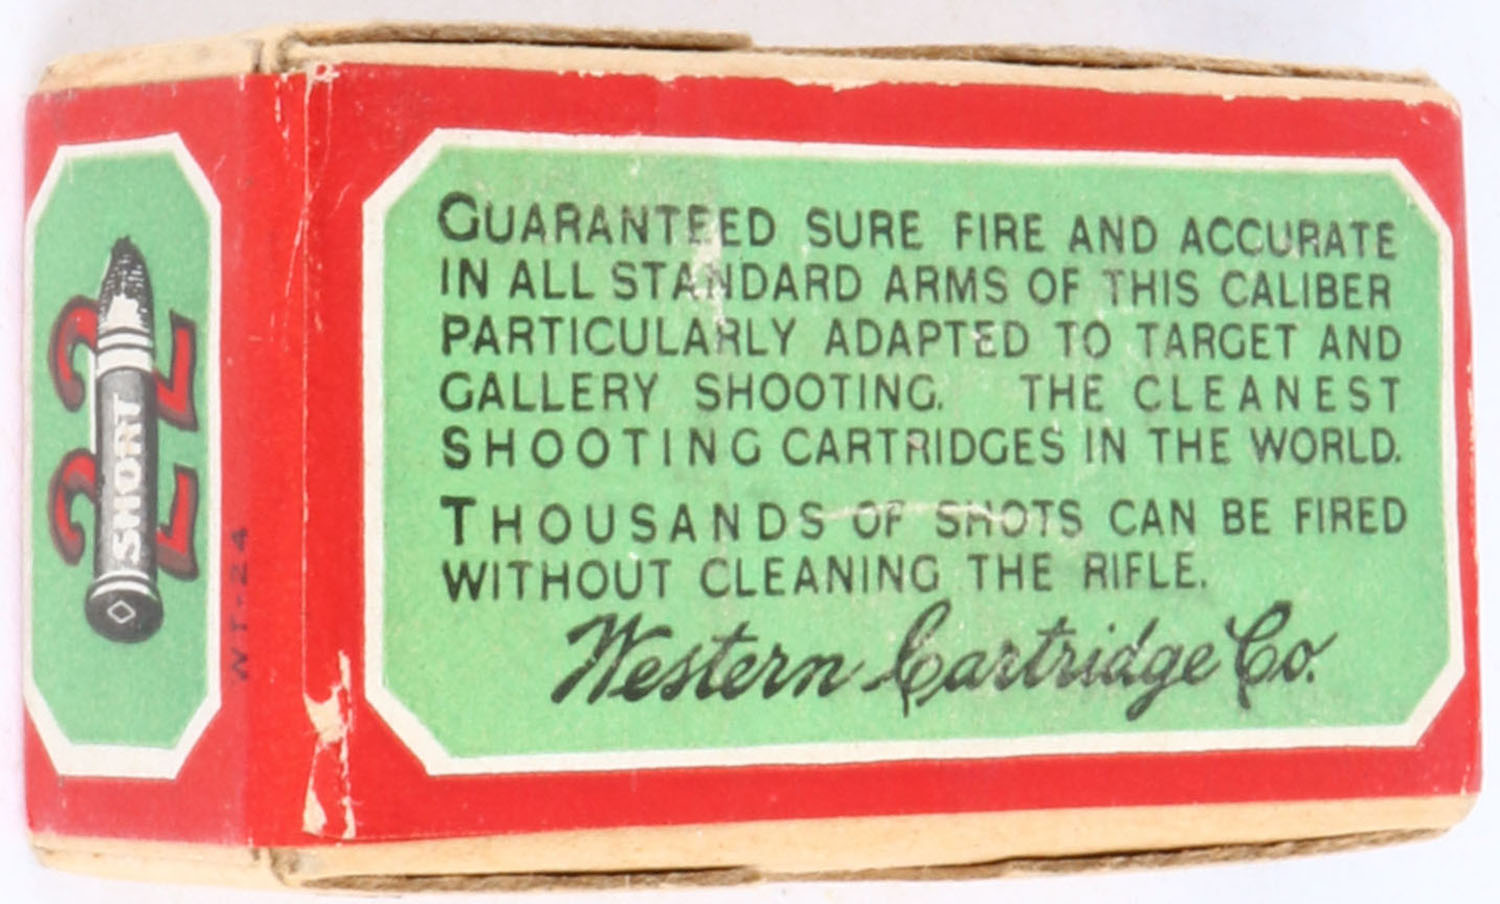 22
SHORT
WT-24
GUARANTEED SURE FIRE AND ACCURATE
IN ALL STANDARD ARMS OF THIS CALIBER
PARTICULARLY ADAPTED TO TARGET AND
GALLERY SHOOTING. THE CLEANEST
SHOOTING CARTRIDGES IN THE WORLD.
THOUSANDS OF SHOTS CAN BE FIRED
WITHOUT CLEANING THE RIFLE.
Western Cartridge Co.